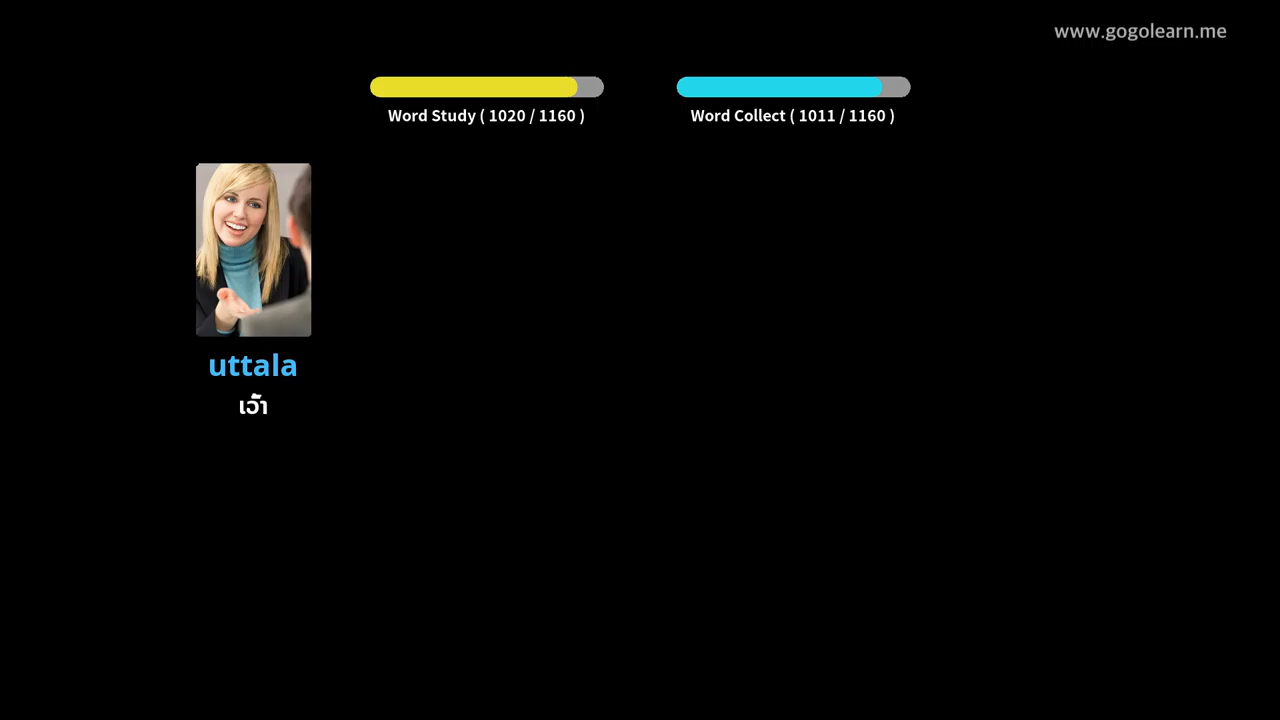 www.gogolearn.me
Word Study ( 1020 / 1160 )
Word Collect ( 1011 / 1160 )
uttala
เว้า